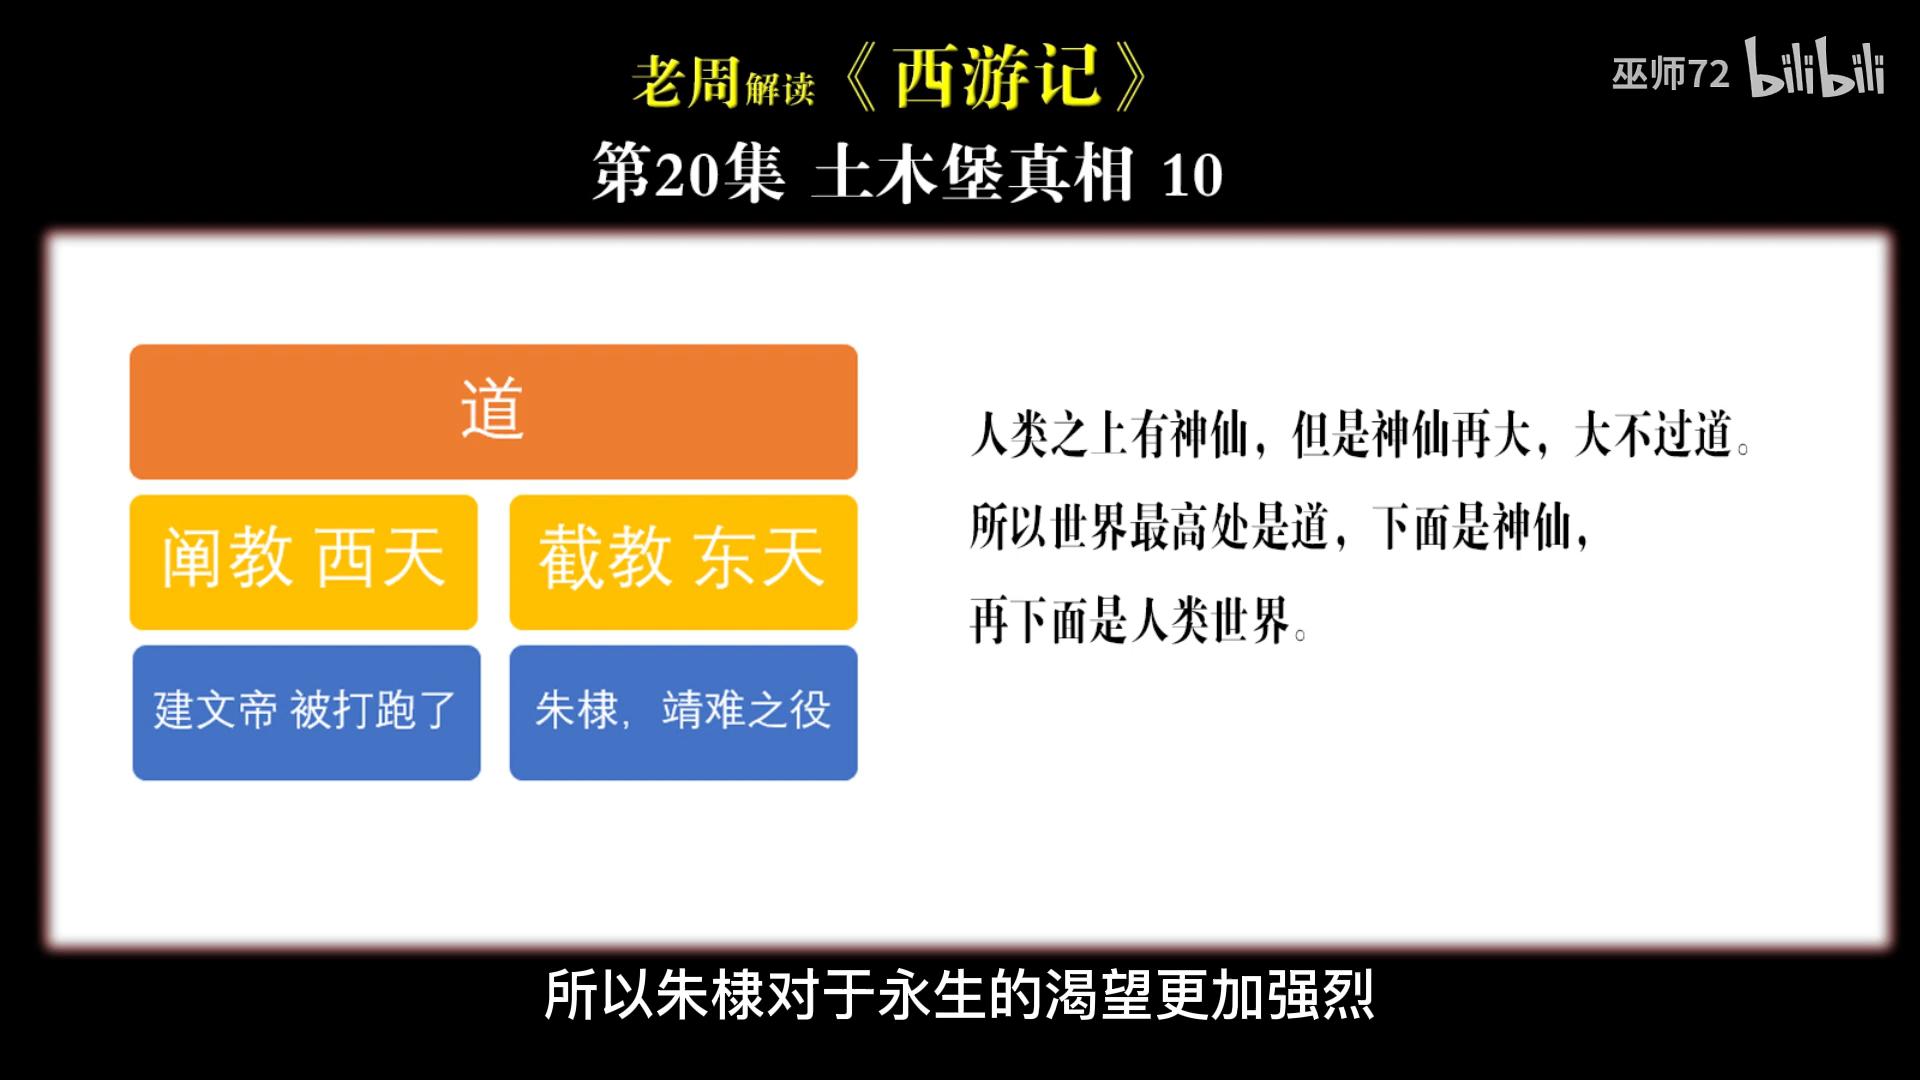 老周解读《西游记》
巫师72 bilibili
第20集 土木堡真相 10
道
阐教 西天
截教 东天
建文帝 被打跑了
朱棣，靖难之役
人类之上有神仙，但是神仙再大，大不过道。
所以世界最高处是道，下面是神仙，
再下面是人类世界。
所以朱棣对于永生的渴望更加强烈